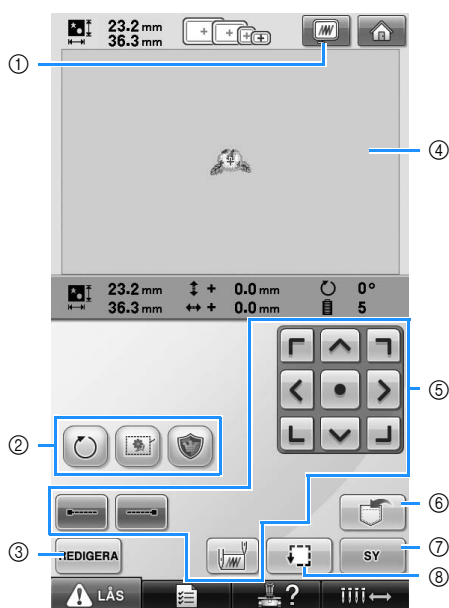 23.2 mm
36.3 mm
①
④
23.2 mm + 0.0 mm 0°
36.3 mm + 0.0 mm 5
⑤
②
⑥
③ REDIGERA SY ⑦
⑧
LÅS ?